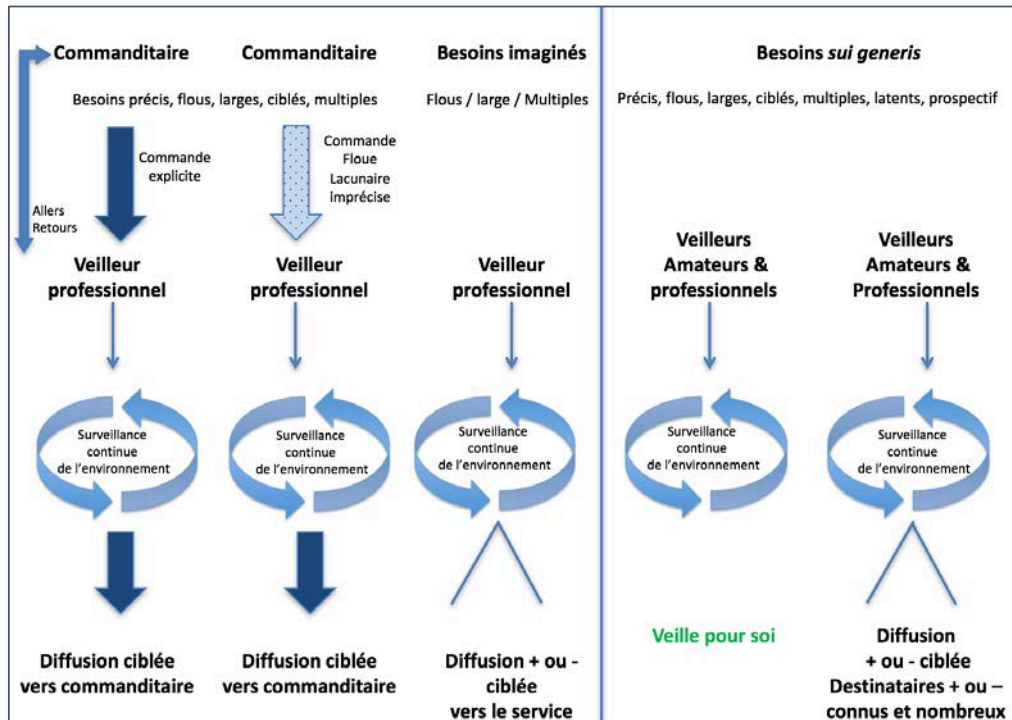 Commanditaire
Commanditaire
Besoins imaginés
Besoins sui generis
Besoins précis, flous, larges, ciblés, multiples
Flous / large / Multiples
Précis, flous, larges, ciblés, multiples, latents, prospectif
Commande
explicite
Commande
Floue
Lacunaire
imprécise
Allers
Retours
Veilleur
professionnel
Veilleur
professionnel
Veilleur
professionnel
Veilleurs
Amateurs &
professionnels
Veilleurs
Amateurs &
Professionnels
Surveillance
continue
de l'environnement
Surveillance
continue
de l'environnement
Surveillance
continue
de l'environnement
Surveillance
continue
de l'environnement
Surveillance
continue
de l'environnement
Diffusion ciblée
vers commanditaire
Diffusion ciblée
vers commanditaire
Diffusion + ou -
ciblée
vers le service
Veille pour soi
Diffusion
+ ou - ciblée
Destinataires + ou –
connus et nombreux